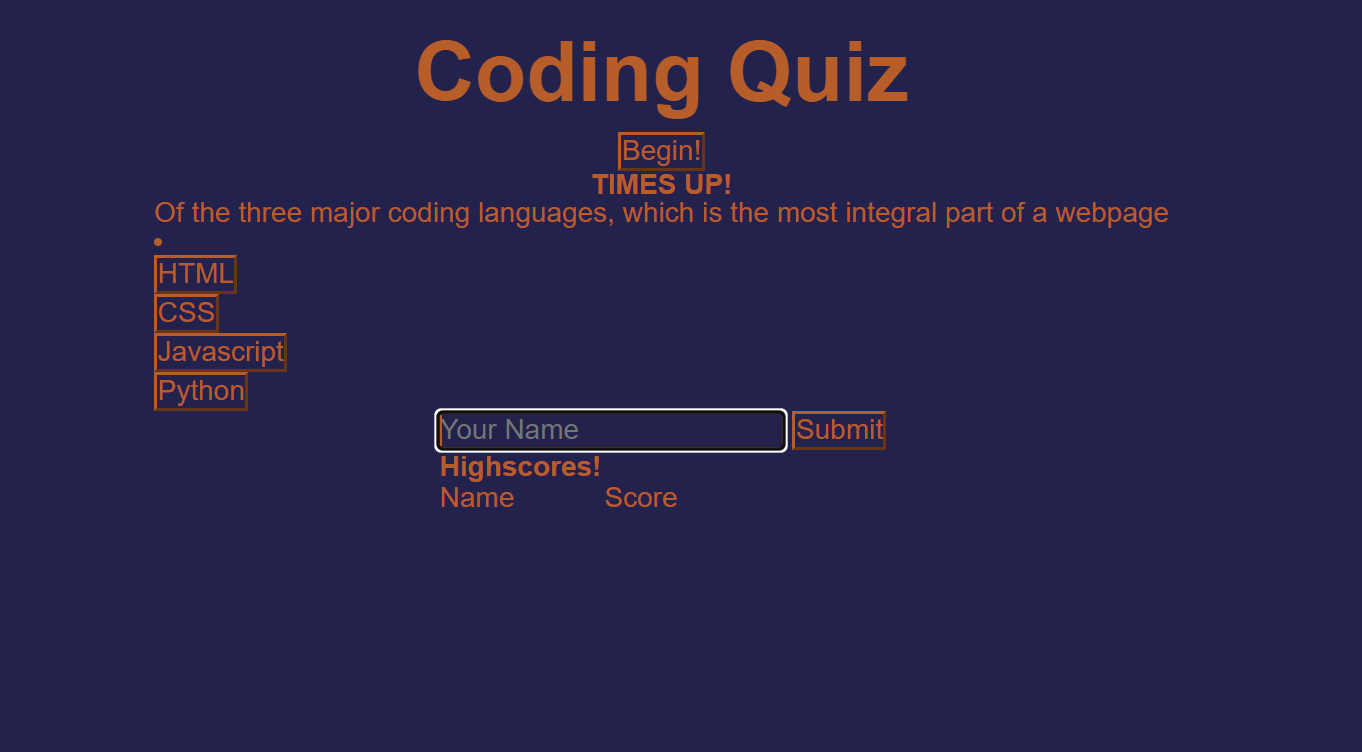 Coding Quiz
Begin!
TIMES UP!
Of the three major coding languages, which is the most integral part of a webpage
HTML
CSS
Javascript
Python
Your Name Submit
Highscores!
Name Score